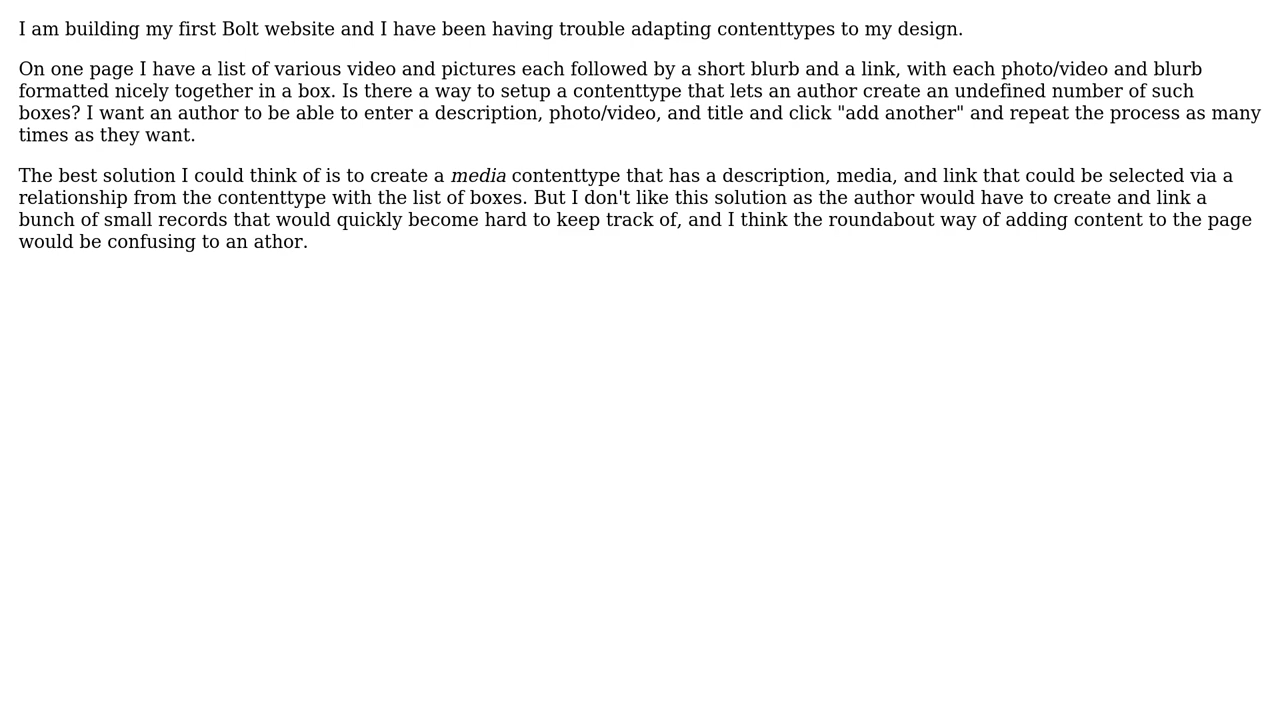 I am building my first Bolt website and I have been having trouble adapting contenttypes to my design.
On one page I have a list of various video and pictures each followed by a short blurb and a link, with each photo/video and blurb
formatted nicely together in a box. Is there a way to setup a contenttype that lets an author create an undefined number of such
boxes? I want an author to be able to enter a description, photo/video, and title and click "add another" and repeat the process as many
times as they want.
The best solution I could think of is to create a media contenttype that has a description, media, and link that could be selected via a
relationship from the contenttype with the list of boxes. But I don't like this solution as the author would have to create and link a
bunch of small records that would quickly become hard to keep track of, and I think the roundabout way of adding content to the page
would be confusing to an athor.